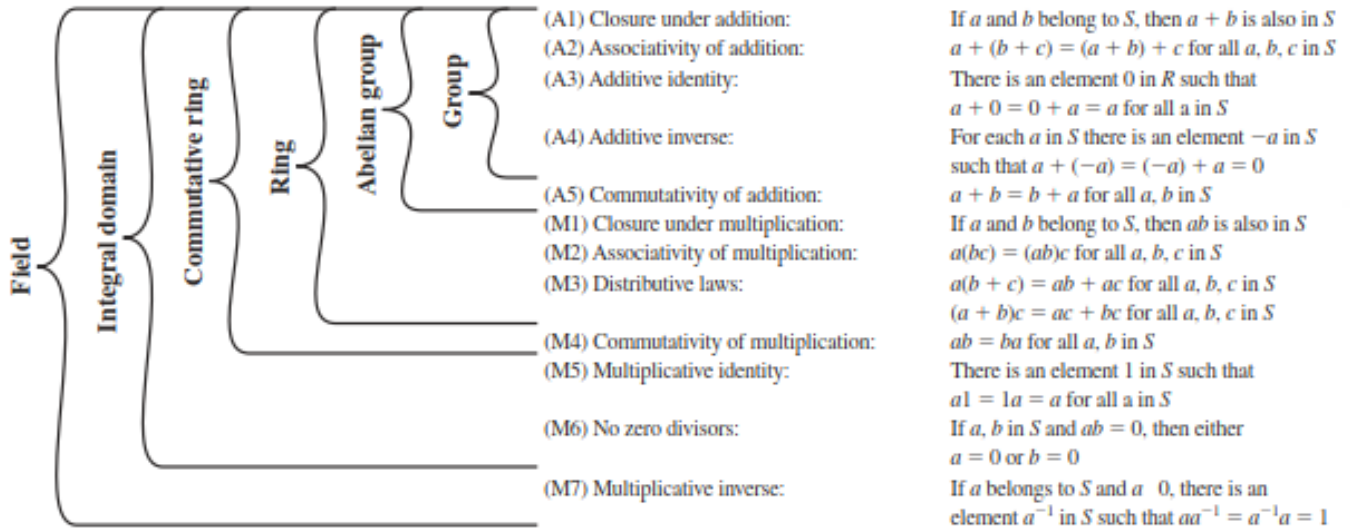 Field
Integral domain
Commutative ring
Ring
Abelian group
Group
(A1) Closure under addition: If a and b belong to S, then a + b is also in S
(A2) Associativity of addition: a + (b + c) = (a + b) + c for all a, b, c in S
(A3) Additive identity: There is an element 0 in R such that
a + 0 = 0 + a = a for all a in S
(A4) Additive inverse: For each a in S there is an element −a in S
such that a + (−a) = (−a) + a = 0
(A5) Commutativity of addition: a + b = b + a for all a, b in S
(M1) Closure under multiplication: If a and b belong to S, then ab is also in S
(M2) Associativity of multiplication: a(bc) = (ab)c for all a, b, c in S
(M3) Distributive laws: a(b + c) = ab + ac for all a, b, c in S
(a + b)c = ac + bc for all a, b, c in S
(M4) Commutativity of multiplication: ab = ba for all a, b in S
(M5) Multiplicative identity: There is an element 1 in S such that
a1 = 1a = a for all a in S
(M6) No zero divisors: If a, b in S and ab = 0, then either
a = 0 or b = 0
(M7) Multiplicative inverse: If a belongs to S and a 0, there is an
element a⁻¹ in S such that aa⁻¹ = a⁻¹a = 1